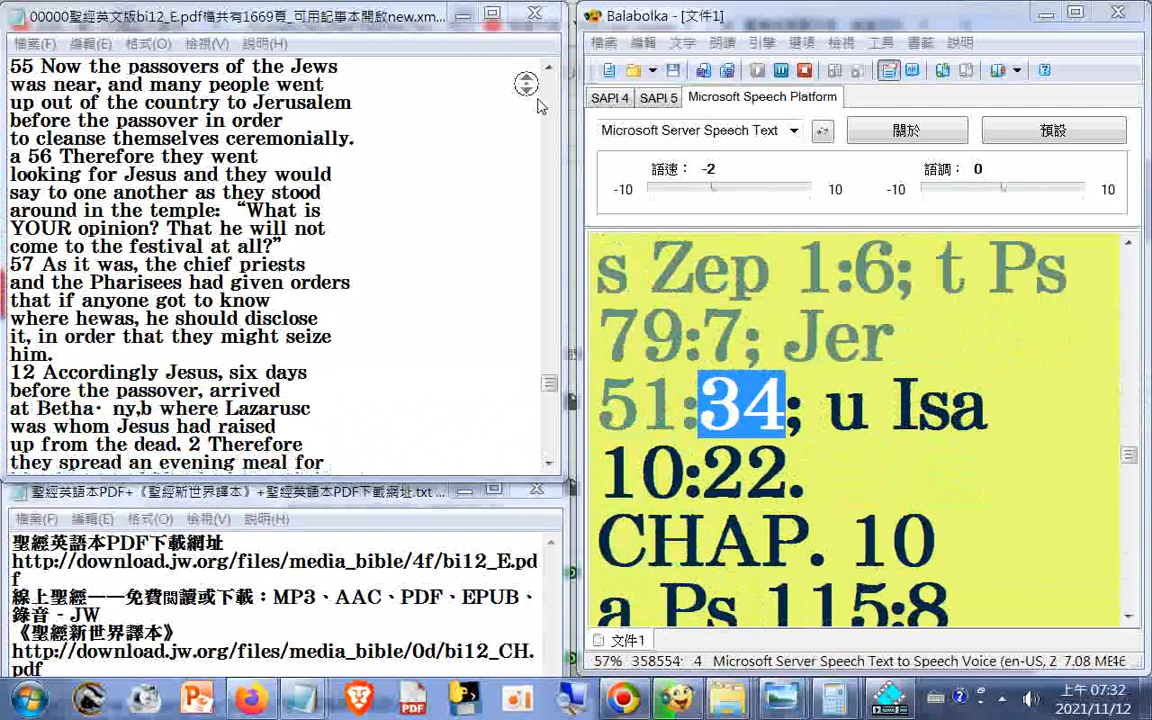 00000聖經英文版bi12_E.pdf檔共有1669頁_可用記事本開啟new.xm...
檔案(F) 編輯(E) 格式(O) 檢視(V) 說明(H)
55 Now the passovers of the Jews
was near, and many people went
up out of the country to Jerusalem
before the passover in order
to cleanse themselves ceremonially.
a 56 Therefore they went
looking for Jesus and they would
say to one another as they stood
around in the temple: “What is
YOUR opinion? That he will not
come to the festival at all?”
57 As it was, the chief priests
and the Pharisees had given orders
that if anyone got to know
where hewas, he should disclose
it, in order that they might seize
him.
12 Accordingly Jesus, six days
before the passover, arrived
at Betha· ny,b where Lazarusc
was whom Jesus had raised
up from the dead. 2 Therefore
they spread an evening meal for
聖經英語本PDF+《聖經新世界譯本》+聖經英語本PDF下載網址.txt ...
檔案(F) 編輯(E) 格式(O) 檢視(V) 說明(H)
聖經英語本PDF下載網址
http://download.jw.org/files/media_bible/4f/bi12_E.pd
f
線上聖經——免費閱讀或下載：MP3、AAC、PDF、EPUB、
錄音 - JW
《聖經新世界譯本》
http://download.jw.org/files/media_bible/0d/bi12_CH.
pdf
Balabolka - [文件1]
檔案 編輯 文字 朗讀 引擎 選項 檢視 工具 書籤 說明
SAPI 4 SAPI 5 Microsoft Speech Platform
Microsoft Server Speech Text 關於 預設
語速： -2 語調： 0
-10 10 -10 10
s Zep 1:6; t Ps
79:7; Jer
51:34; u Isa
10:22.
CHAP. 10
a Ps 115:8
文件1
57% 358554: 4 Microsoft Server Speech Text to Speech Voice (en-US, Z 7.08 ME46
PDF
上午 07:32
2021/11/12